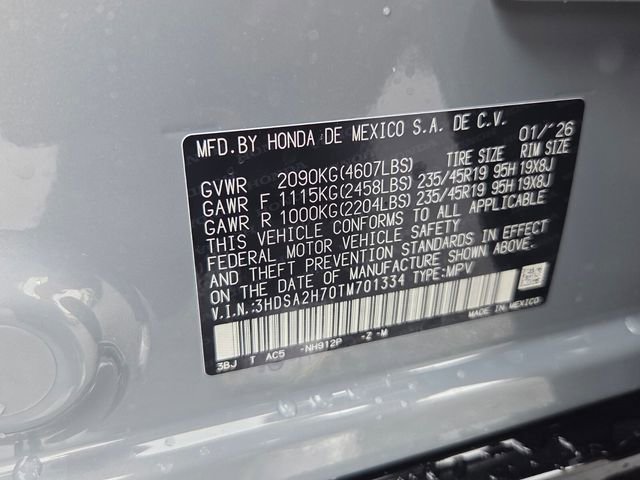 MFD.BY HONDA DE MEXICO S.A. DE C.V. 01/'26
TIRE SIZE RIM SIZE
GVWR 2090KG(4607LBS)
GAWR F 1115KG(2458LBS) 235/45R19 95H 19X8J
GAWR R 1000KG(2204LBS) 235/45R19 95H 19X8J
THIS VEHICLE CONFORMS TO ALL APPLICABLE
FEDERAL MOTOR VEHICLE SAFETY
AND THEFT PREVENTION STANDARDS IN EFFECT
ON THE DATE OF MANUFACTURE SHOWN ABOVE.
V.I.N.:3HDSA2H70TM701334 TYPE:MPV
MADE IN MEXICO
3BJ T AC5 -NH912P -Z -M